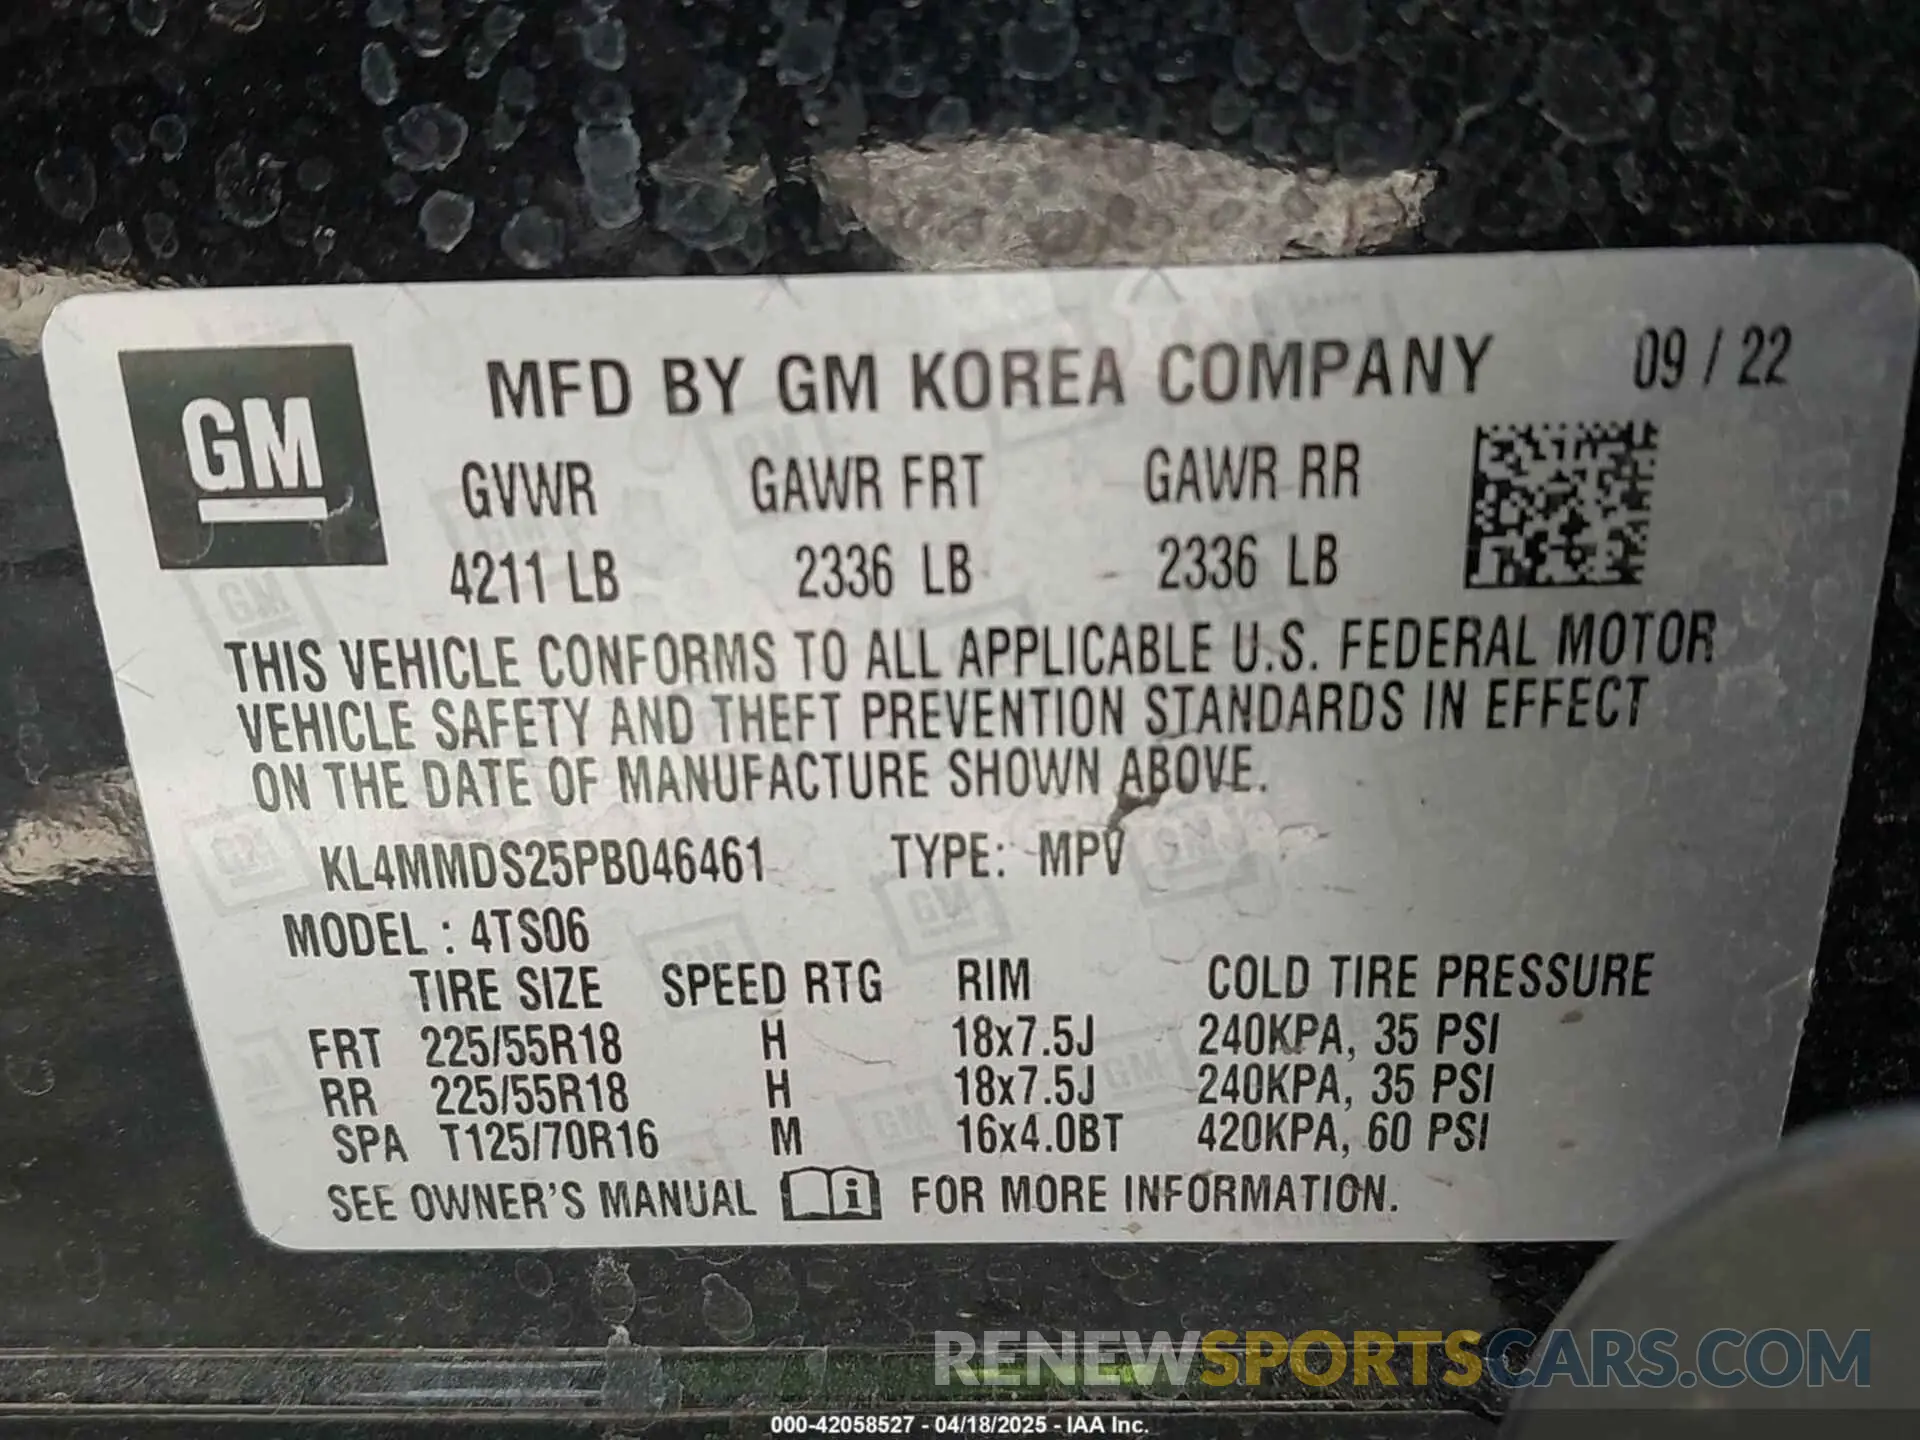 MFD BY GM KOREA COMPANY 09 / 22
GM
GVWR GAWR FRT GAWR RR
4211 LB 2336 LB 2336 LB
THIS VEHICLE CONFORMS TO ALL APPLICABLE U.S. FEDERAL MOTOR
VEHICLE SAFETY AND THEFT PREVENTION STANDARDS IN EFFECT
ON THE DATE OF MANUFACTURE SHOWN ABOVE.
KL4MMDS25PB046461 TYPE: MPV
MODEL : 4TS06
TIRE SIZE SPEED RTG RIM COLD TIRE PRESSURE
FRT 225/55R18 H 18x7.5J 240KPA, 35 PSI
RR 225/55R18 H 18x7.5J 240KPA, 35 PSI
SPA T125/70R16 M 16x4.0BT 420KPA, 60 PSI
SEE OWNER'S MANUAL i FOR MORE INFORMATION.
RENEWSPORTSCARS.COM
000-42058527 - 04/18/2025 - IAA Inc.